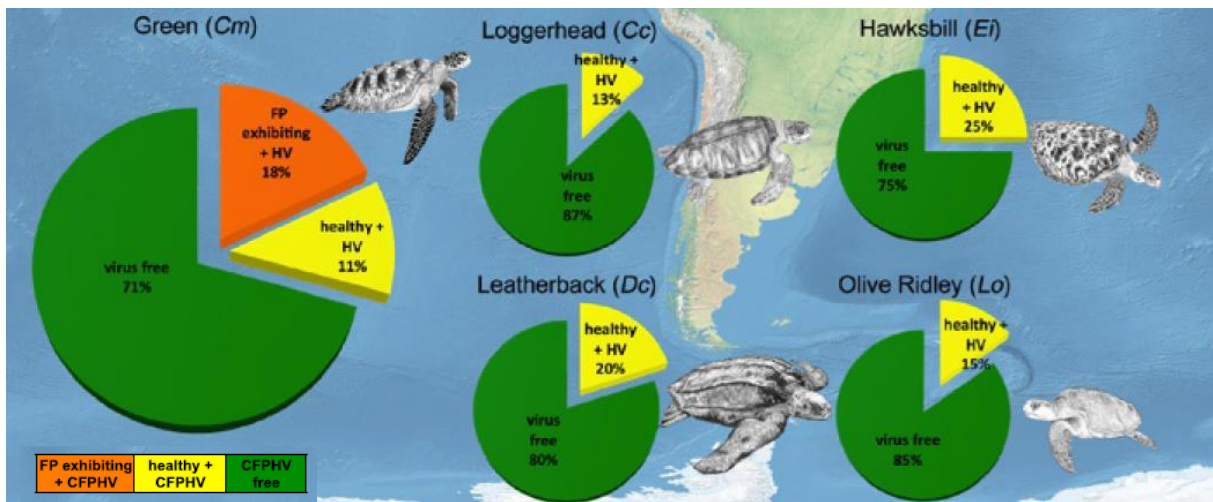 Green (Cm)
FP
exhibiting
+ HV
18%
healthy +
HV
11%
virus free
71%
Loggerhead (Cc)
healthy +
HV
13%
virus
free
87%
Hawksbill (Ei)
healthy
+ HV
25%
virus
free
75%
Leatherback (Dc)
healthy
+ HV
20%
virus
free
80%
Olive Ridley (Lo)
healthy +
HV
15%
virus free
85%
FP exhibiting
+ CFPHV
healthy +
CFPHV
CFPHV
free